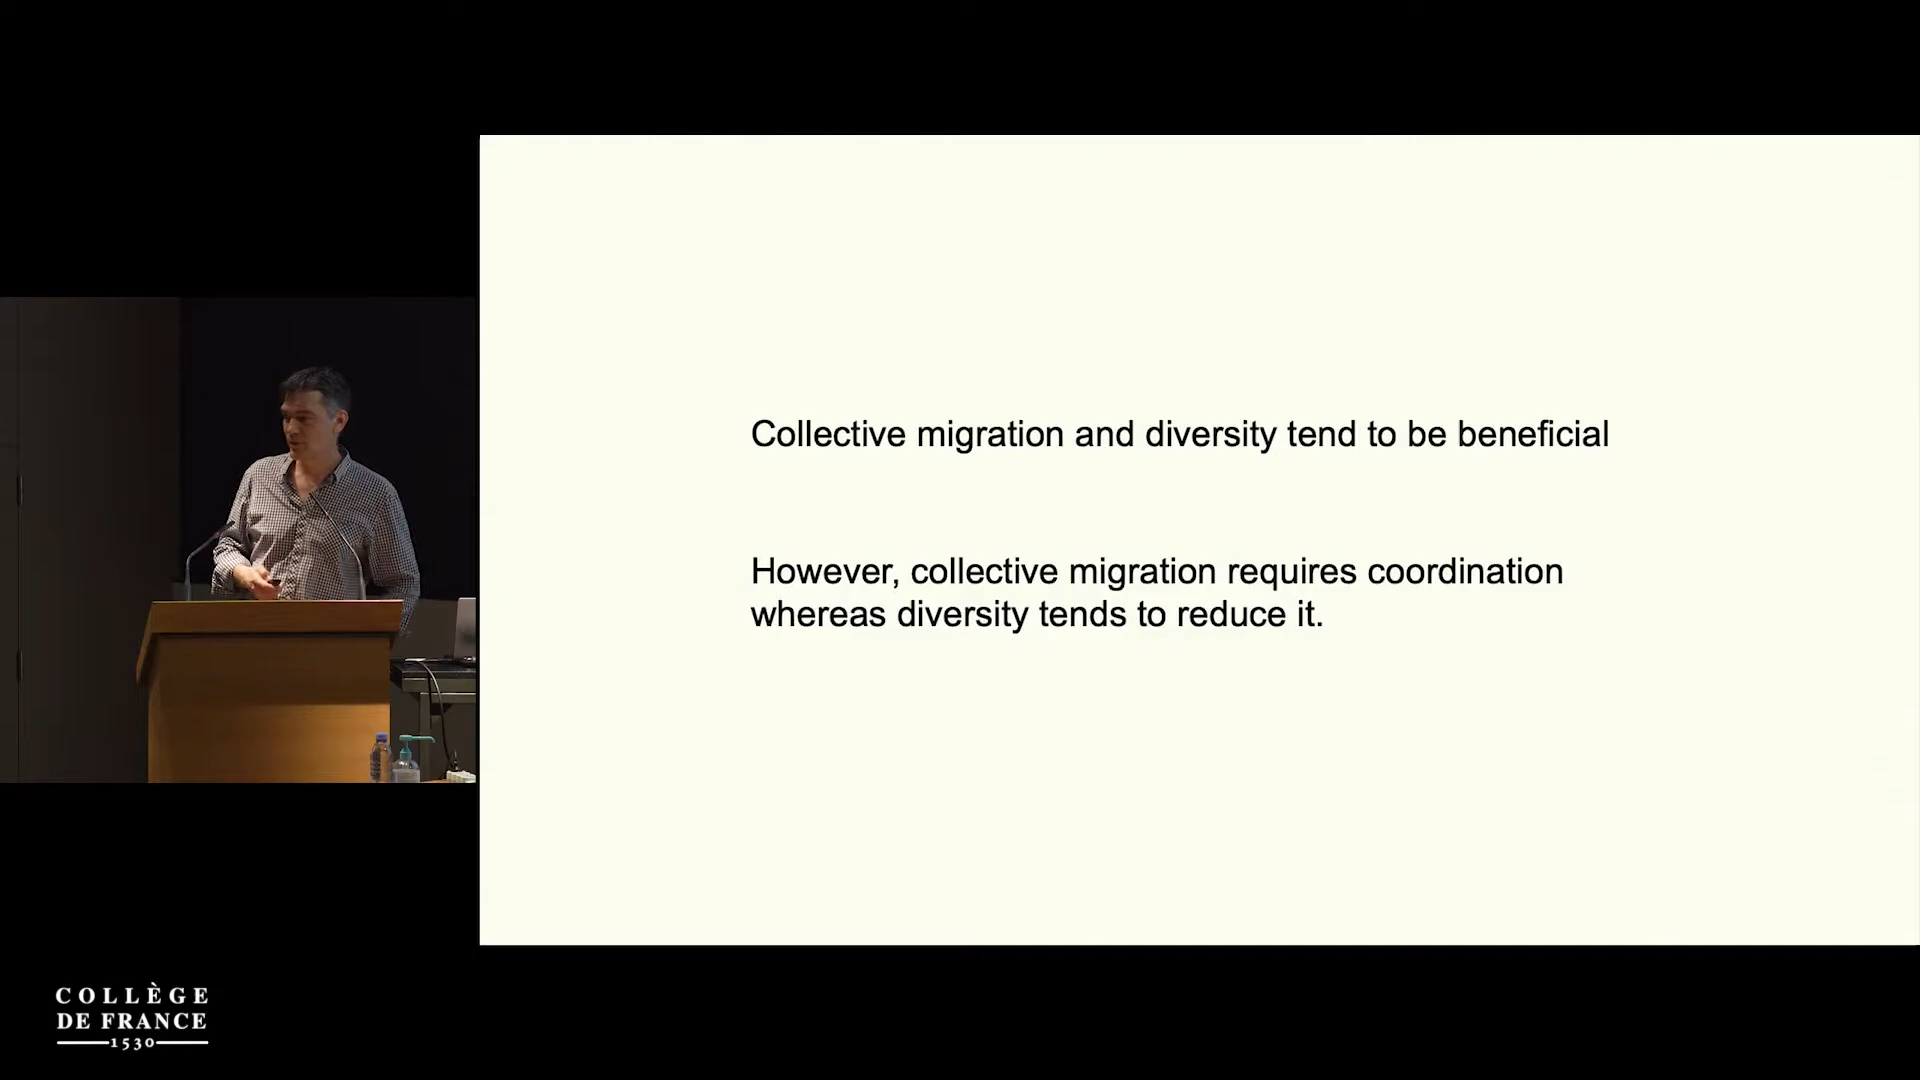 Collective migration and diversity tend to be beneficial
However, collective migration requires coordination
whereas diversity tends to reduce it.
COLLÈGE
DE FRANCE
1530